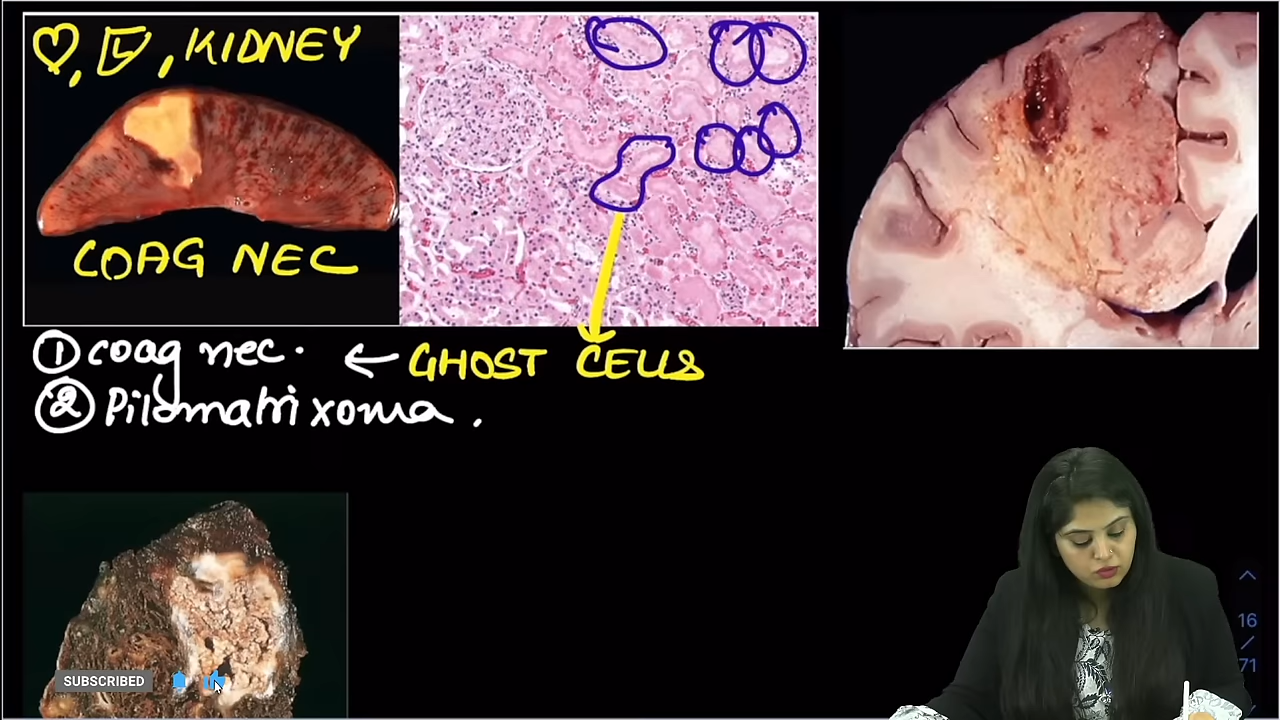 , , KIDNEY
COAG NEC
① coag nec. ← GHOST CELLS
② Pilomatrixoma.
SUBSCRIBED
16
/
71